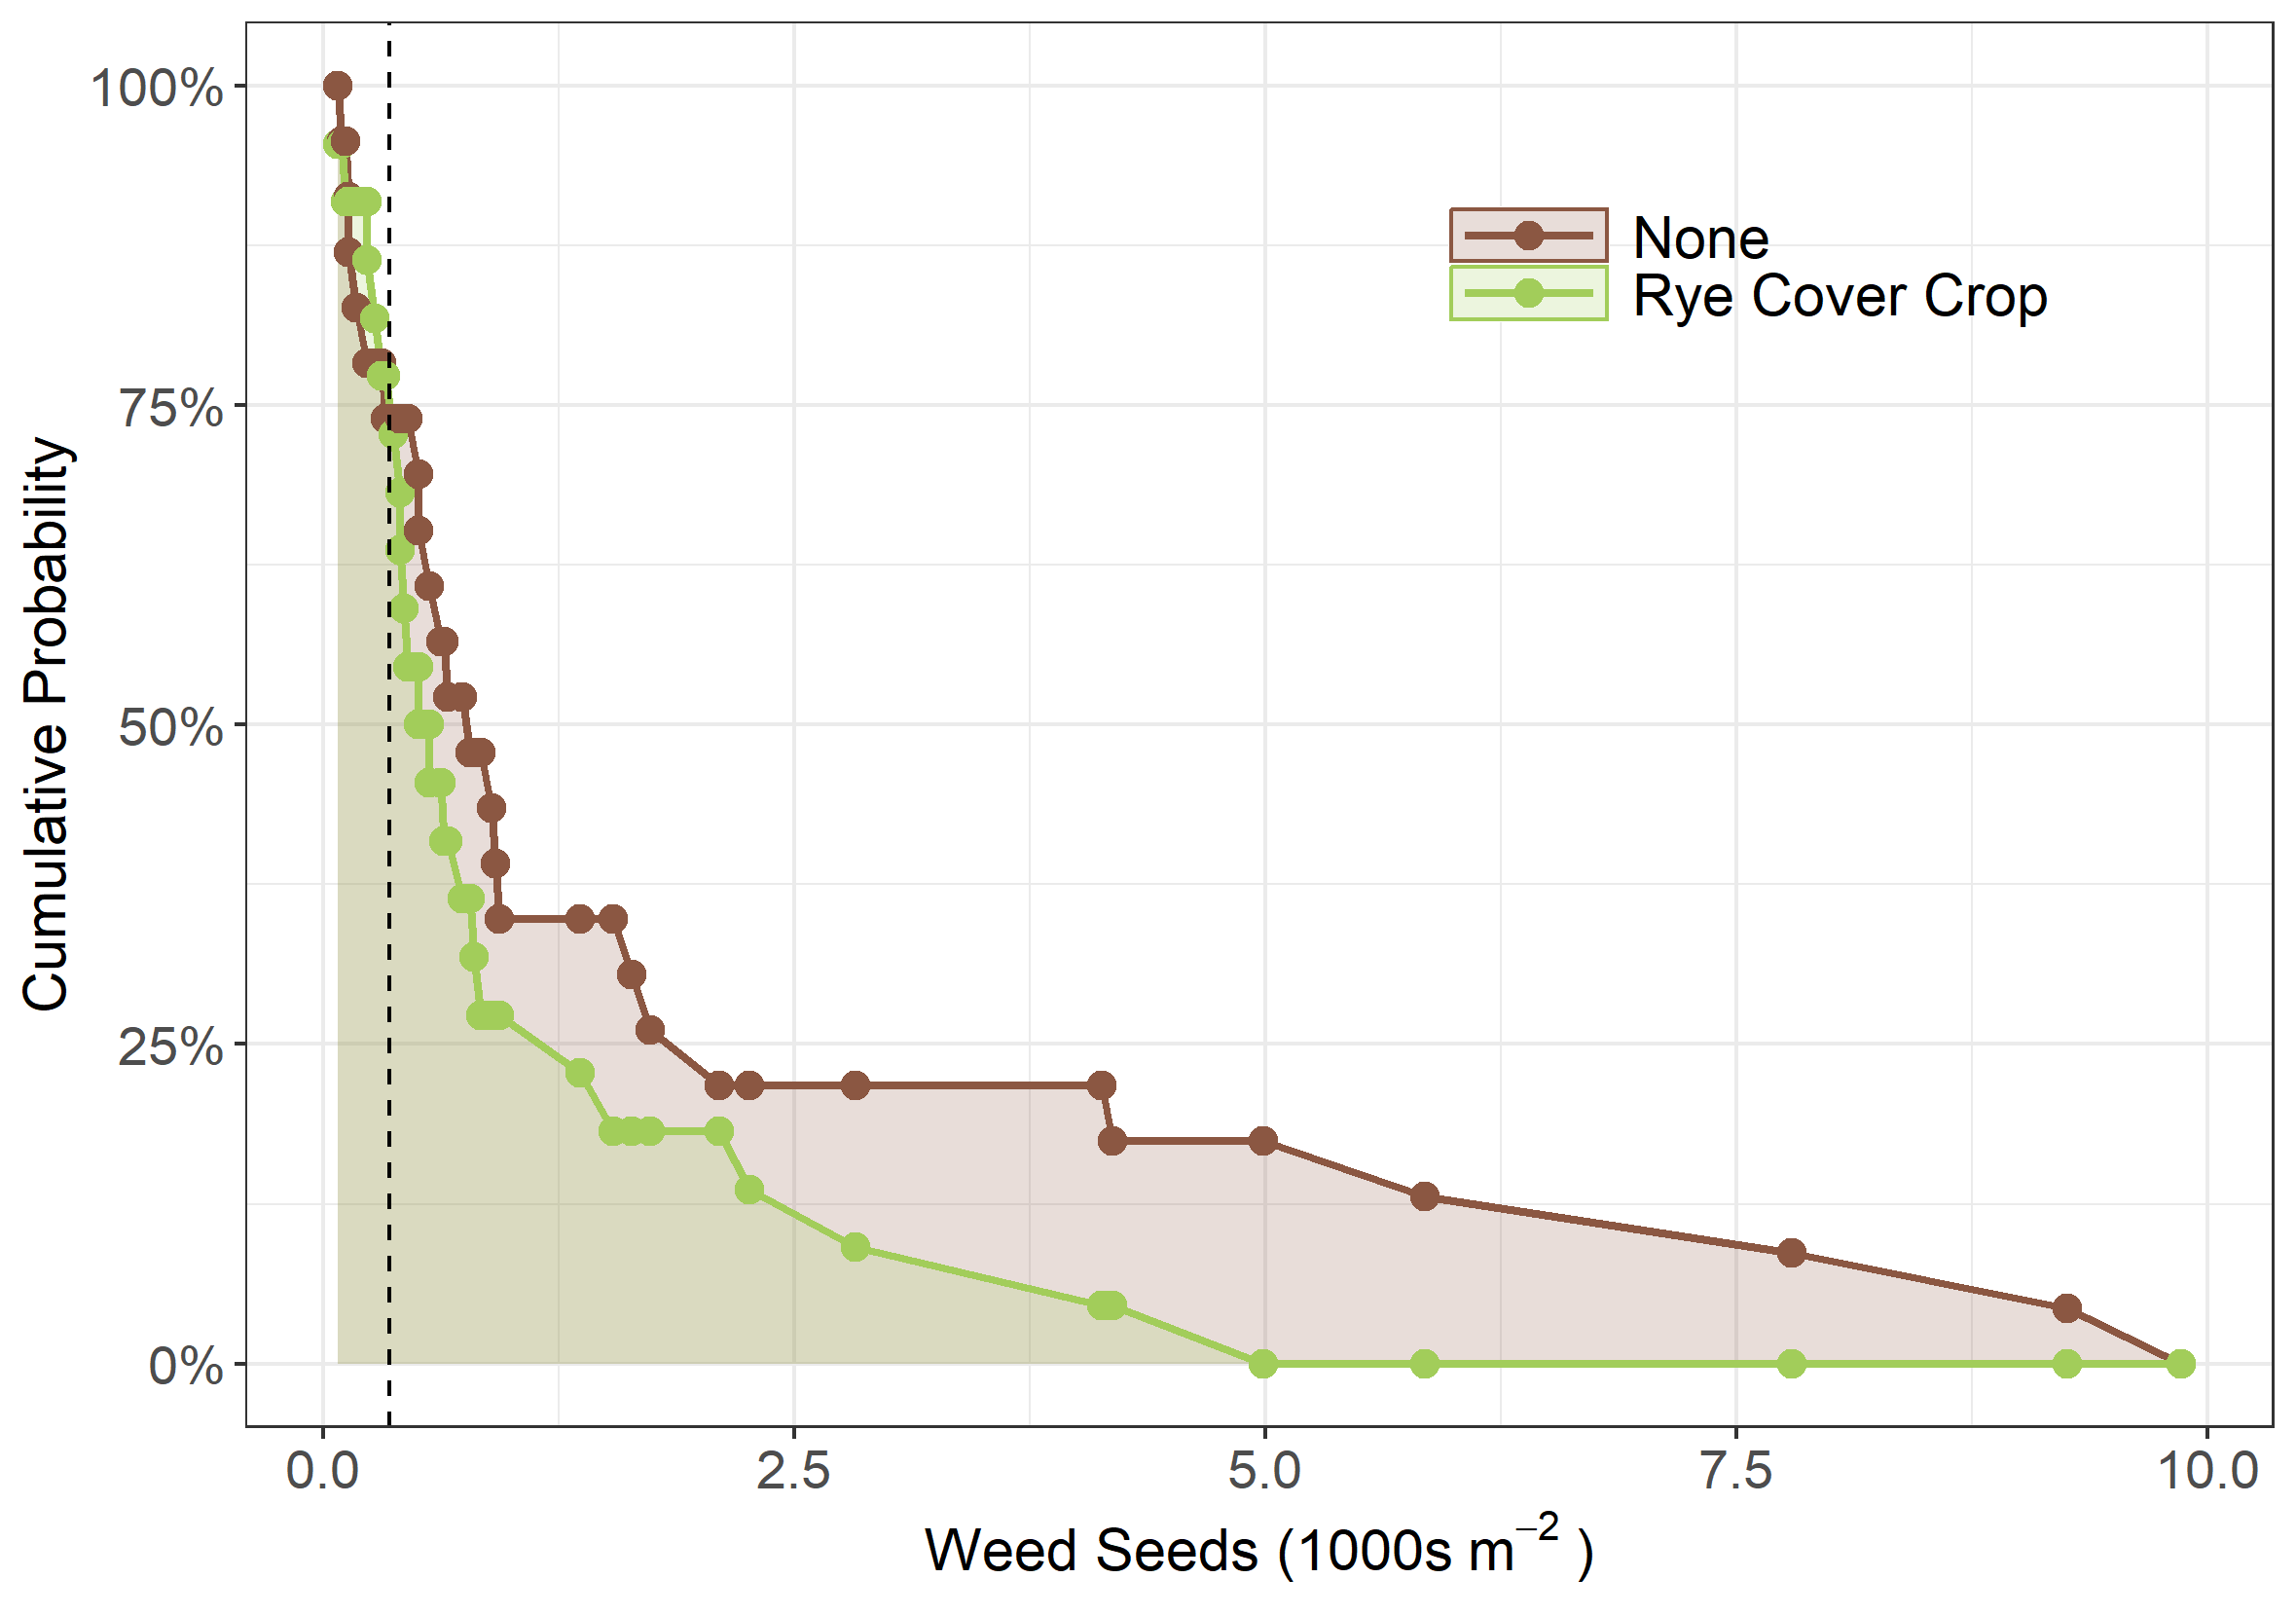 100%
75%
50%
25%
0%
Cumulative Probability
None
Rye Cover Crop
0.0 2.5 5.0 7.5 10.0
Weed Seeds (1000s m⁻² )